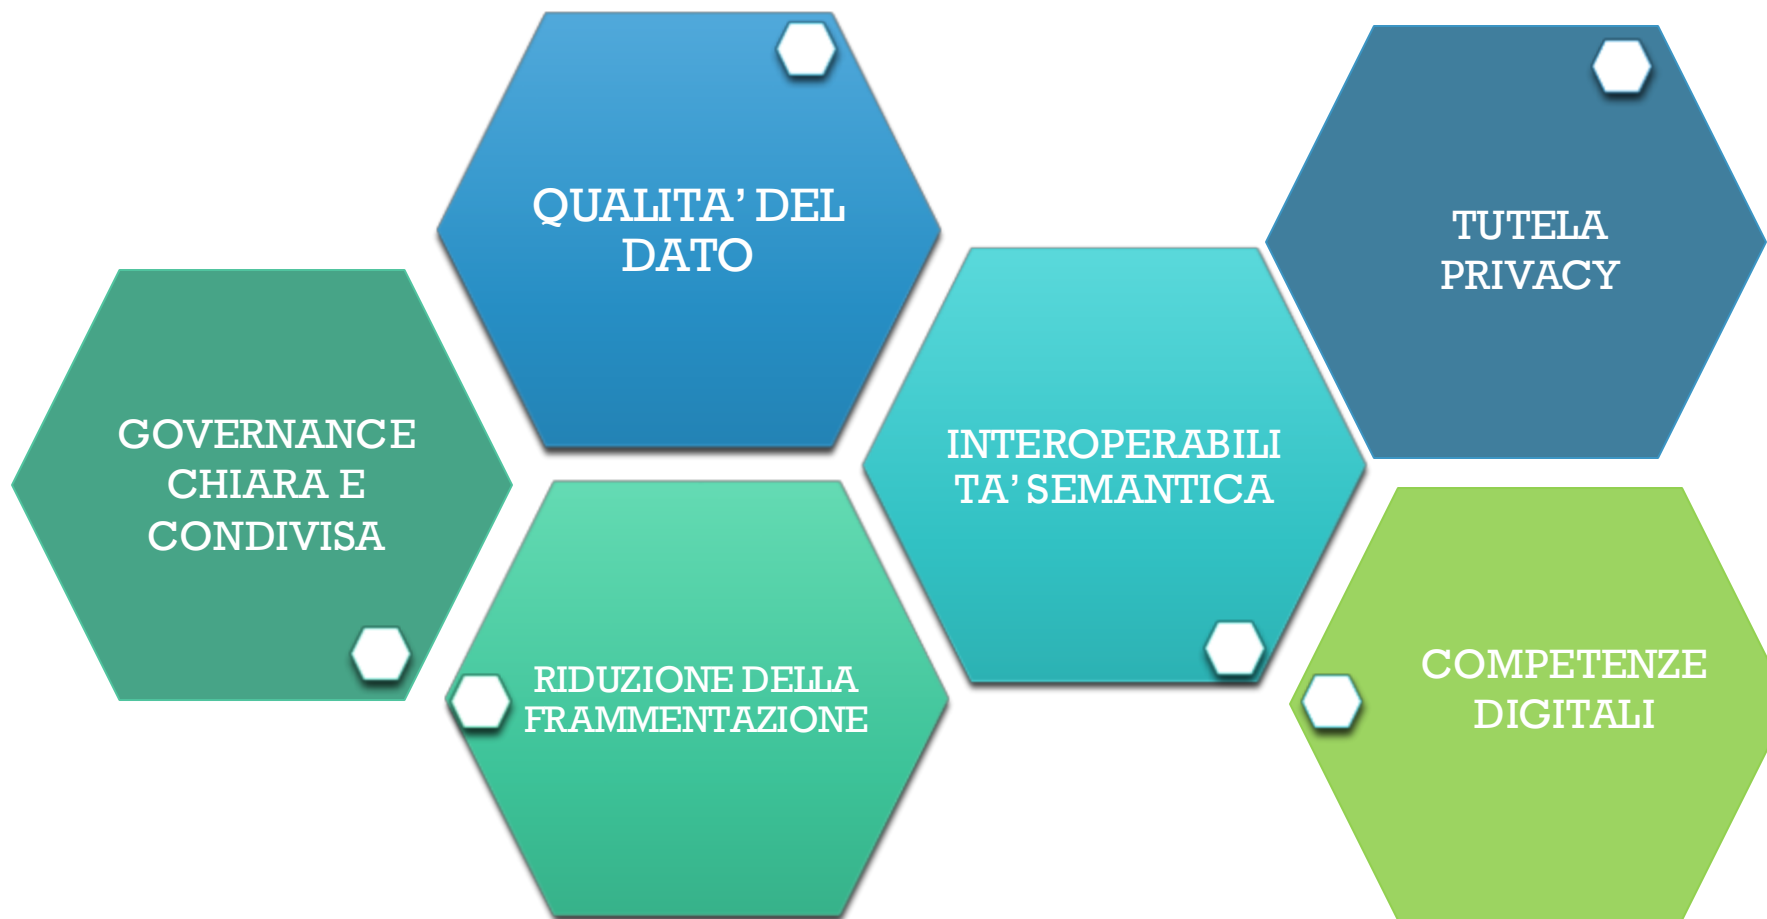 QUALITA’ DEL
DATO
TUTELA
PRIVACY
GOVERNANCE
CHIARA E
CONDIVISA
INTEROPERABILI
TA’ SEMANTICA
RIDUZIONE DELLA
FRAMMENTAZIONE
COMPETENZE
DIGITALI